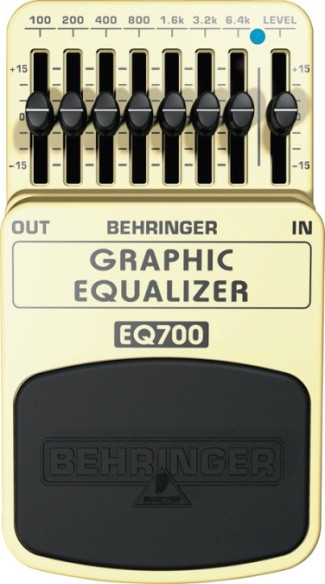 100 200 400 800 1.6k 3.2k 6.4k LEVEL
+15 +15
0 0
-15 -15
OUT BEHRINGER IN
GRAPHIC
EQUALIZER
EQ700
BEHRINGER